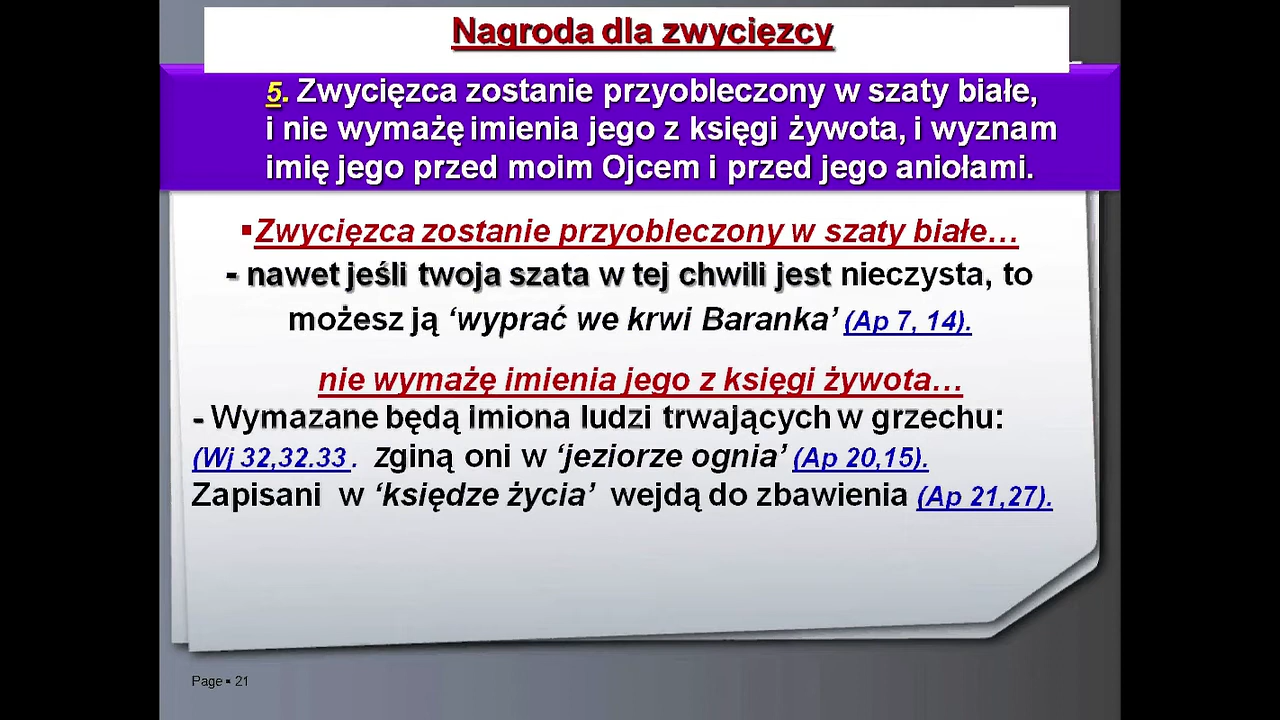 Nagroda dla zwycięzcy
5. Zwycięzca zostanie przyobleczony w szaty białe,
i nie wymażę imienia jego z księgi żywota, i wyznam
imię jego przed moim Ojcem i przed jego aniołami.
▪Zwycięzca zostanie przyobleczony w szaty białe…
- nawet jeśli twoja szata w tej chwili jest nieczysta, to
możesz ją ‘wyprać we krwi Baranka’ (Ap 7, 14).
nie wymażę imienia jego z księgi żywota…
- Wymazane będą imiona ludzi trwających w grzechu:
(Wj 32,32.33 . Zginą oni w ‘jeziorze ognia’ (Ap 20,15).
Zapisani w ‘księdze życia’ wejdą do zbawienia (Ap 21,27).
Page ▪ 21